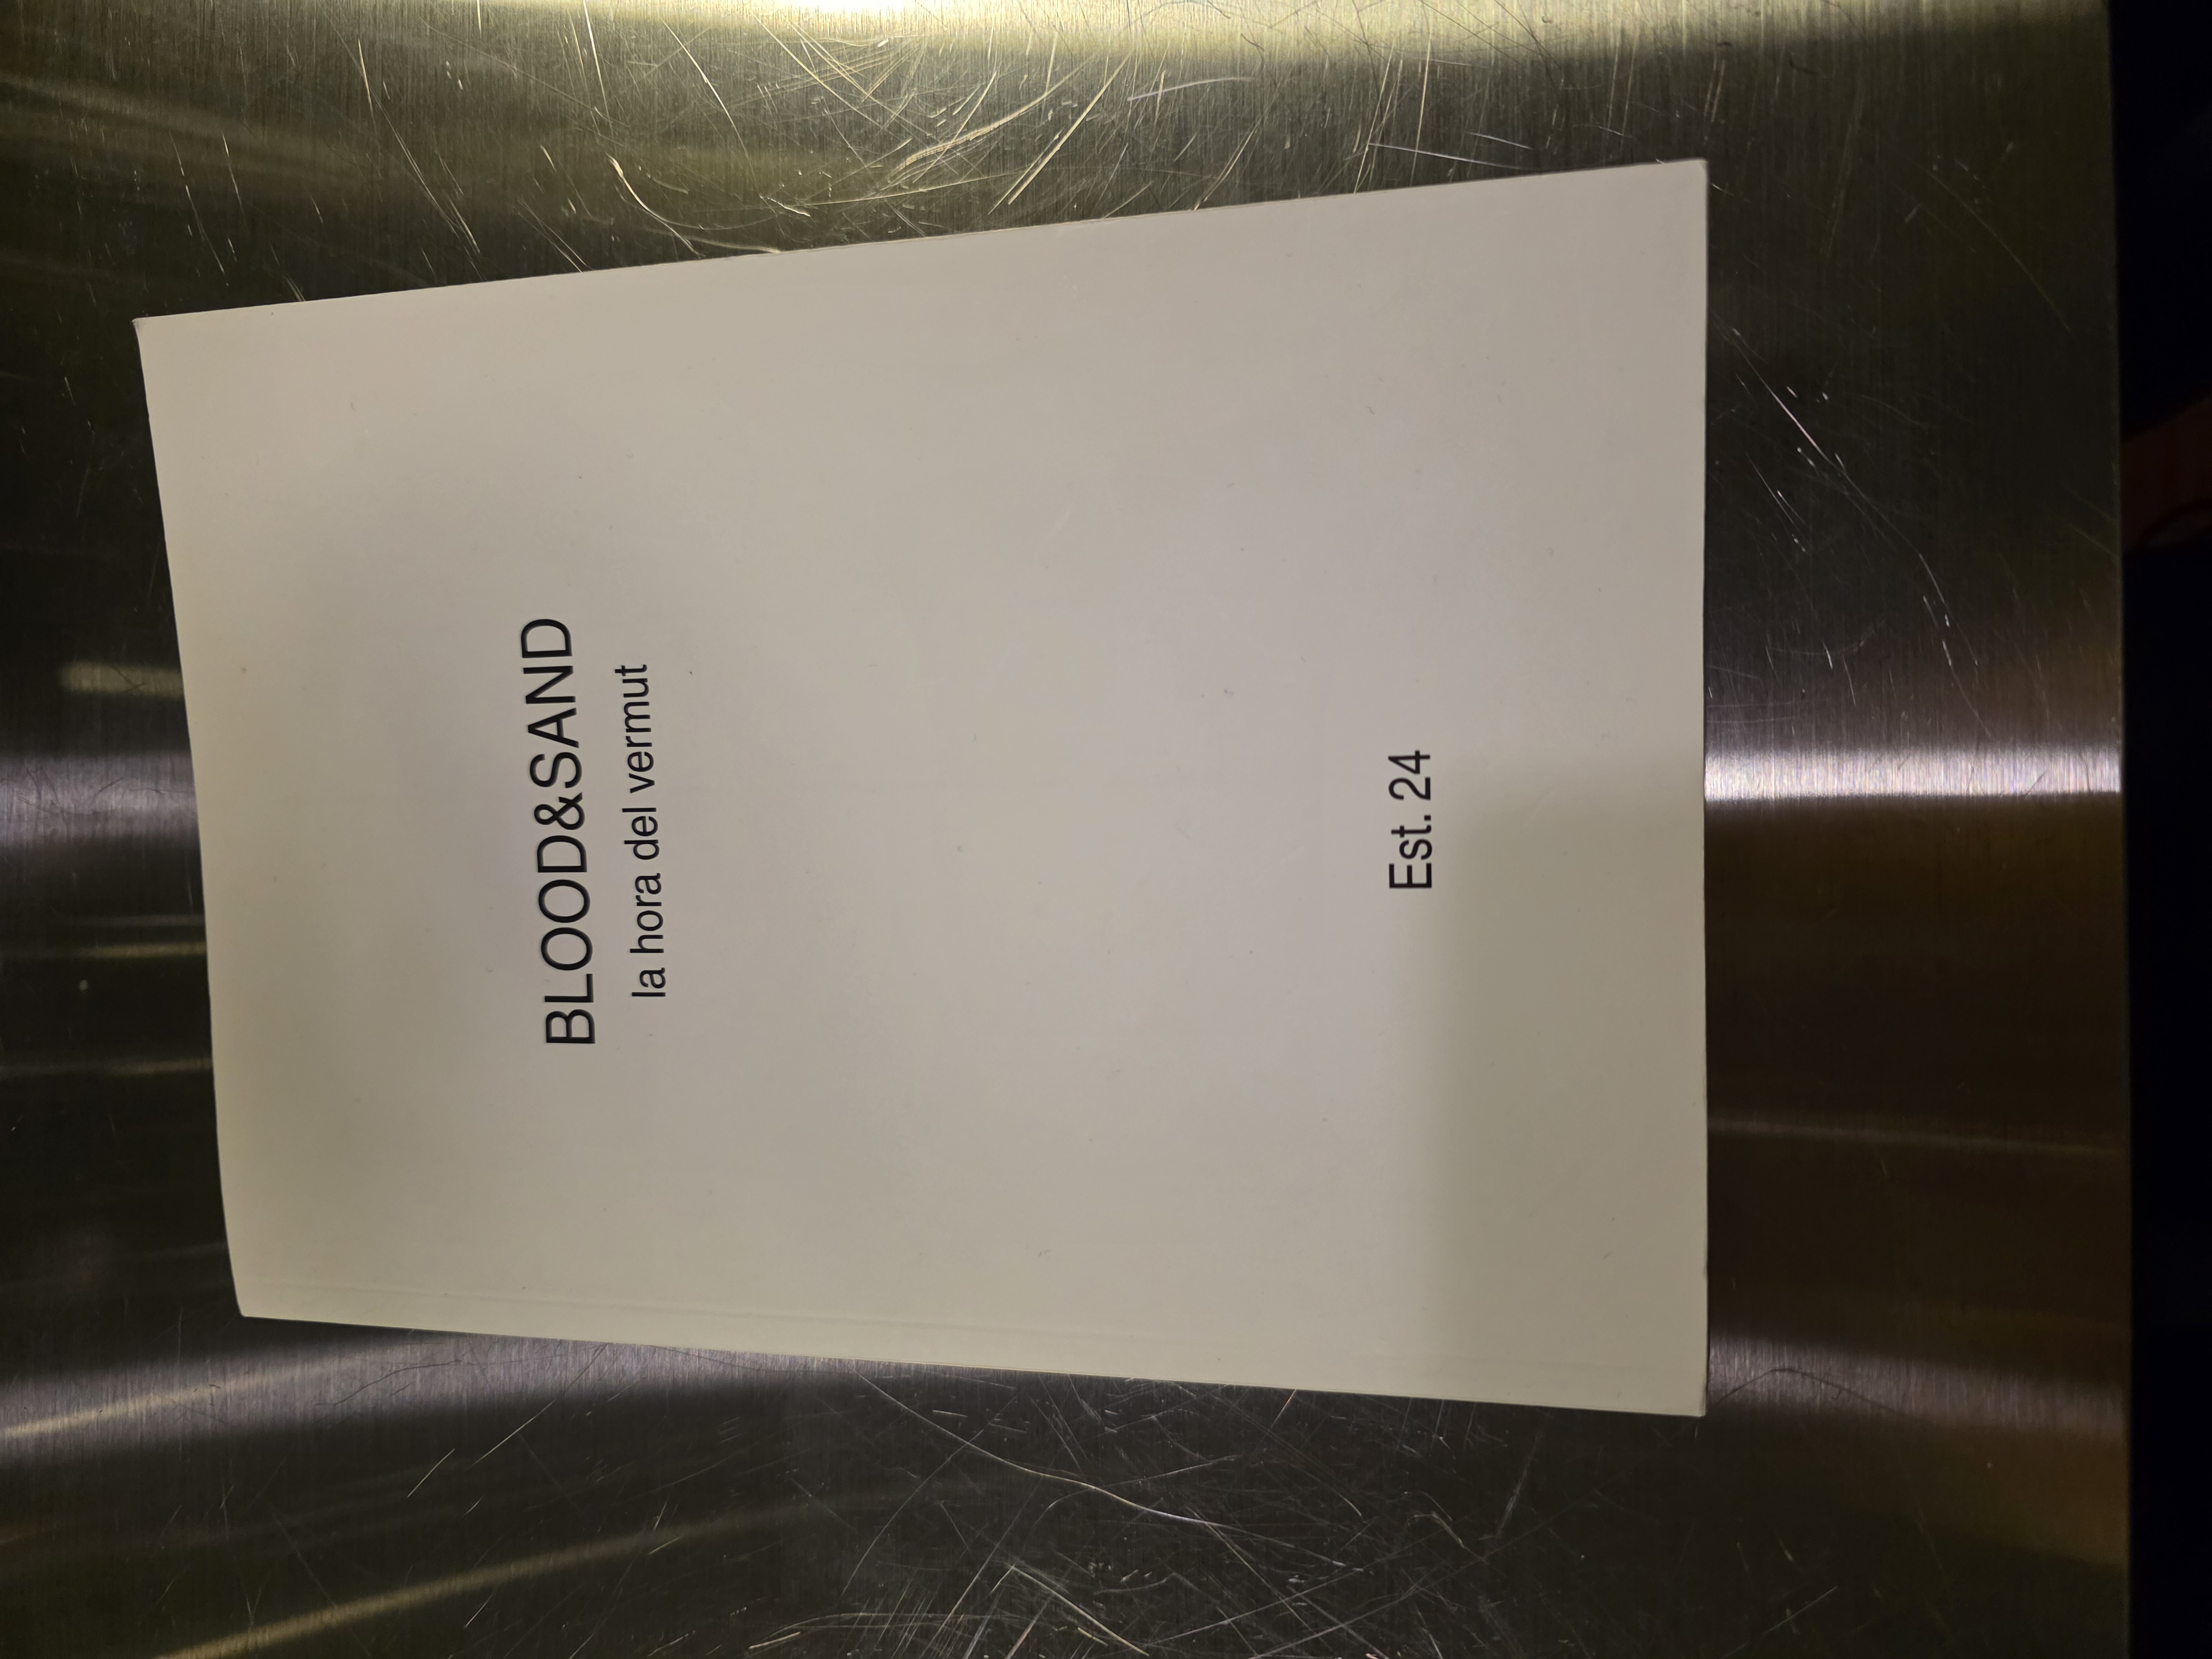 BLOOD&SAND
la hora del vermut
Est. 24